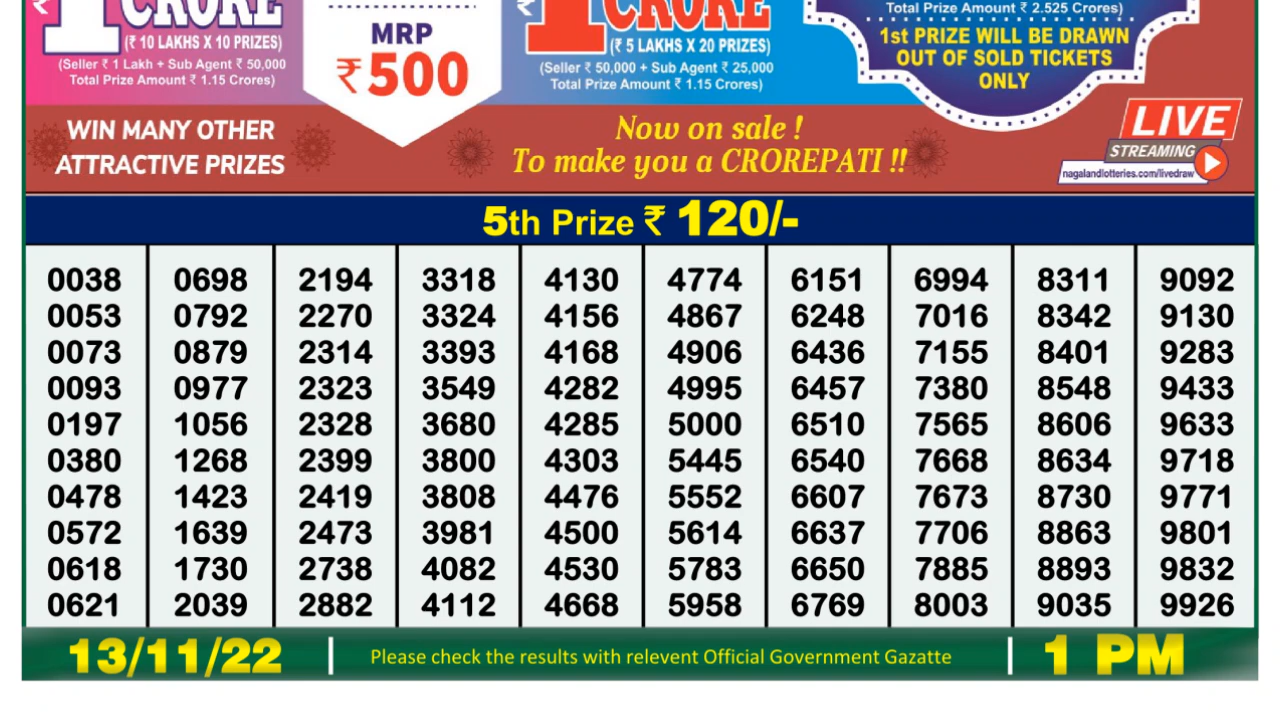 ₹ 1 CRORE
(₹ 10 LAKHS X 10 PRIZES)
(Seller ₹ 1 Lakh + Sub Agent ₹ 50,000
Total Prize Amount ₹ 1.15 Crores)
MRP
₹500
₹ 1 CRORE
(₹ 5 LAKHS X 20 PRIZES)
(Seller ₹ 50,000 + Sub Agent ₹ 25,000
Total Prize Amount ₹ 1.15 Crores)
Total Prize Amount ₹ 2.525 Crores)
1st PRIZE WILL BE DRAWN
OUT OF SOLD TICKETS
ONLY
WIN MANY OTHER
ATTRACTIVE PRIZES
Now on sale !
To make you a CROREPATI !!
LIVE
STREAMING
nagalandlotteries.com/livedraw
5th Prize ₹ 120/-
0038 0698 2194 3318 4130 4774 6151 6994 8311 9092
0053 0792 2270 3324 4156 4867 6248 7016 8342 9130
0073 0879 2314 3393 4168 4906 6436 7155 8401 9283
0093 0977 2323 3549 4282 4995 6457 7380 8548 9433
0197 1056 2328 3680 4285 5000 6510 7565 8606 9633
0380 1268 2399 3800 4303 5445 6540 7668 8634 9718
0478 1423 2419 3808 4476 5552 6607 7673 8730 9771
0572 1639 2473 3981 4500 5614 6637 7706 8863 9801
0618 1730 2738 4082 4530 5783 6650 7885 8893 9832
0621 2039 2882 4112 4668 5958 6769 8003 9035 9926
13/11/22 | Please check the results with relevent Official Government Gazatte | 1 PM